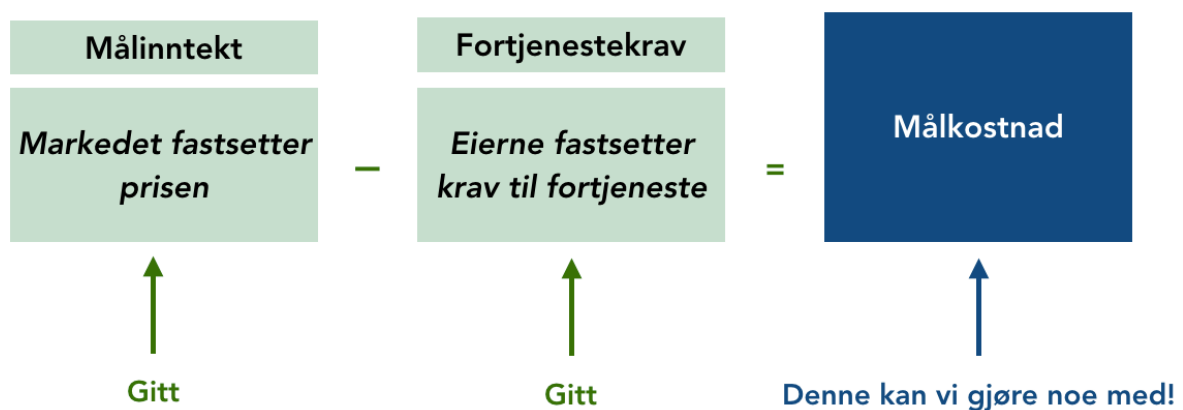 Målinntekt
Fortjenestekrav
Markedet fastsetter
prisen
–
Eierne fastsetter
krav til fortjeneste
=
Målkostnad
Gitt
Gitt
Denne kan vi gjøre noe med!